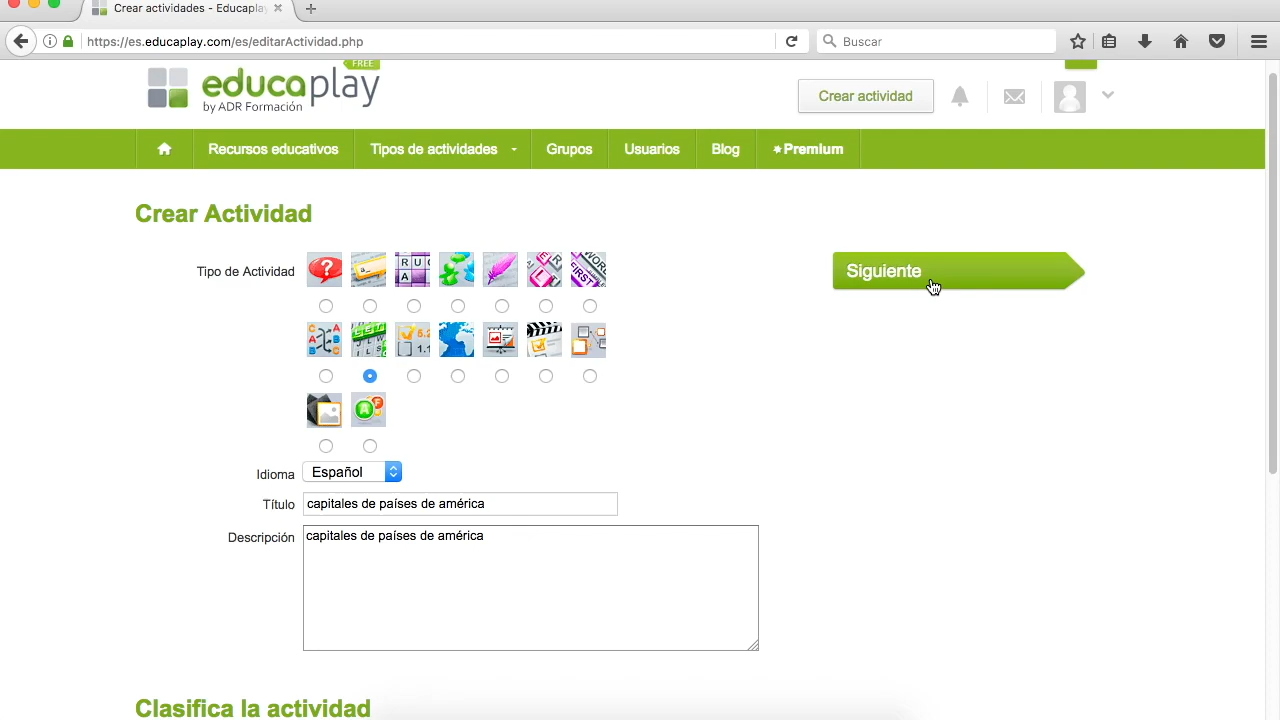 Crear actividades - Educaplay
https://es.educaplay.com/es/editarActividad.php
Buscar
FREE
educaplay
by ADR Formación
Crear actividad
Recursos educativos
Tipos de actividades
Grupos
Usuarios
Blog
Premium
Crear Actividad
Tipo de Actividad
Siguiente
Idioma
Español
Título
capitales de países de américa
Descripción
capitales de países de américa
Clasifica la actividad